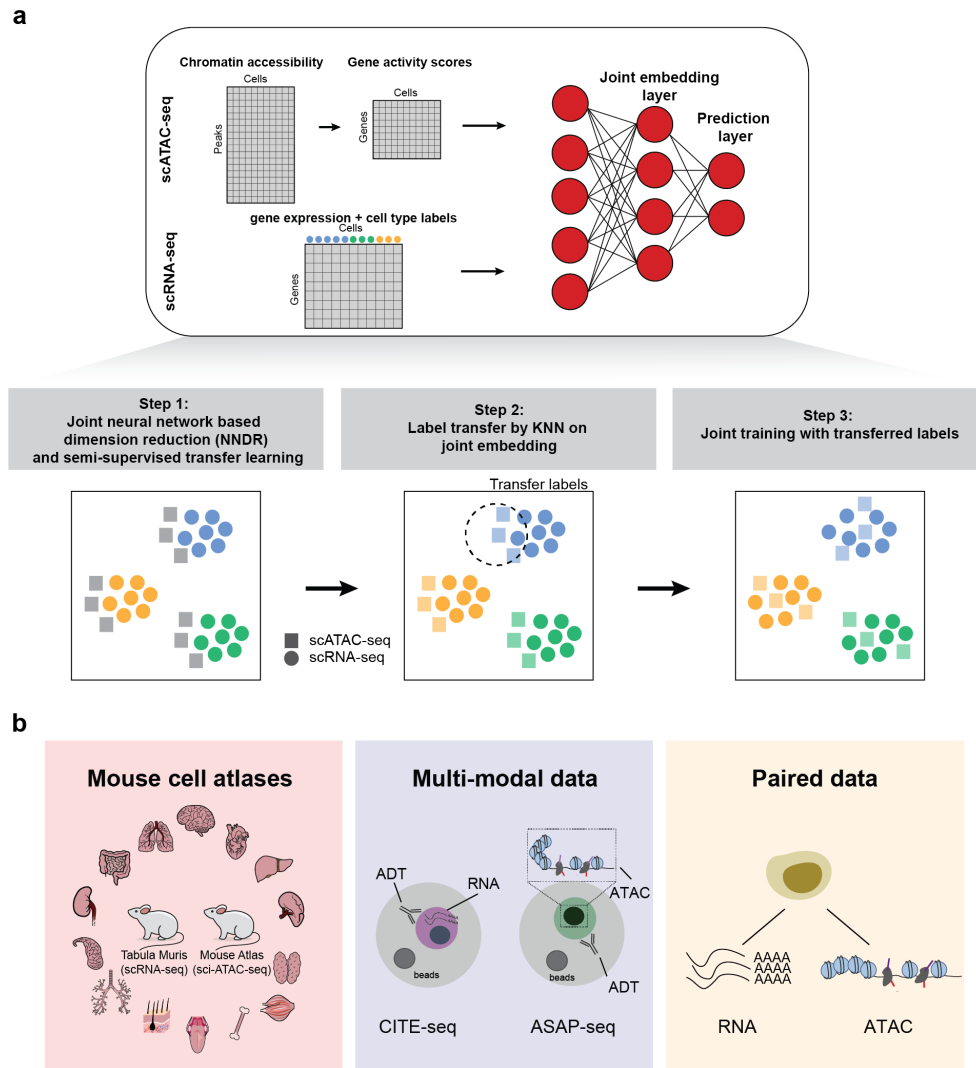 a
Chromatin accessibility
Gene activity scores
Cells
Cells
Peaks
Genes
scATAC-seq
Joint embedding
layer
Prediction
layer
gene expression + cell type labels
Cells
Genes
scRNA-seq
Step 1:
Joint neural network based
dimension reduction (NNDR)
and semi-supervised transfer learning
Step 2:
Label transfer by KNN on
joint embedding
Step 3:
Joint training with transferred labels
Transfer labels
scATAC-seq
scRNA-seq
b
Mouse cell atlases
Tabula Muris
(scRNA-seq)
Mouse Atlas
(sci-ATAC-seq)
Multi-modal data
ADT
RNA
AAAA
AAAA
beads
CITE-seq
ATAC
beads
ADT
ASAP-seq
Paired data
AAAA
AAAA
AAAA
RNA
ATAC